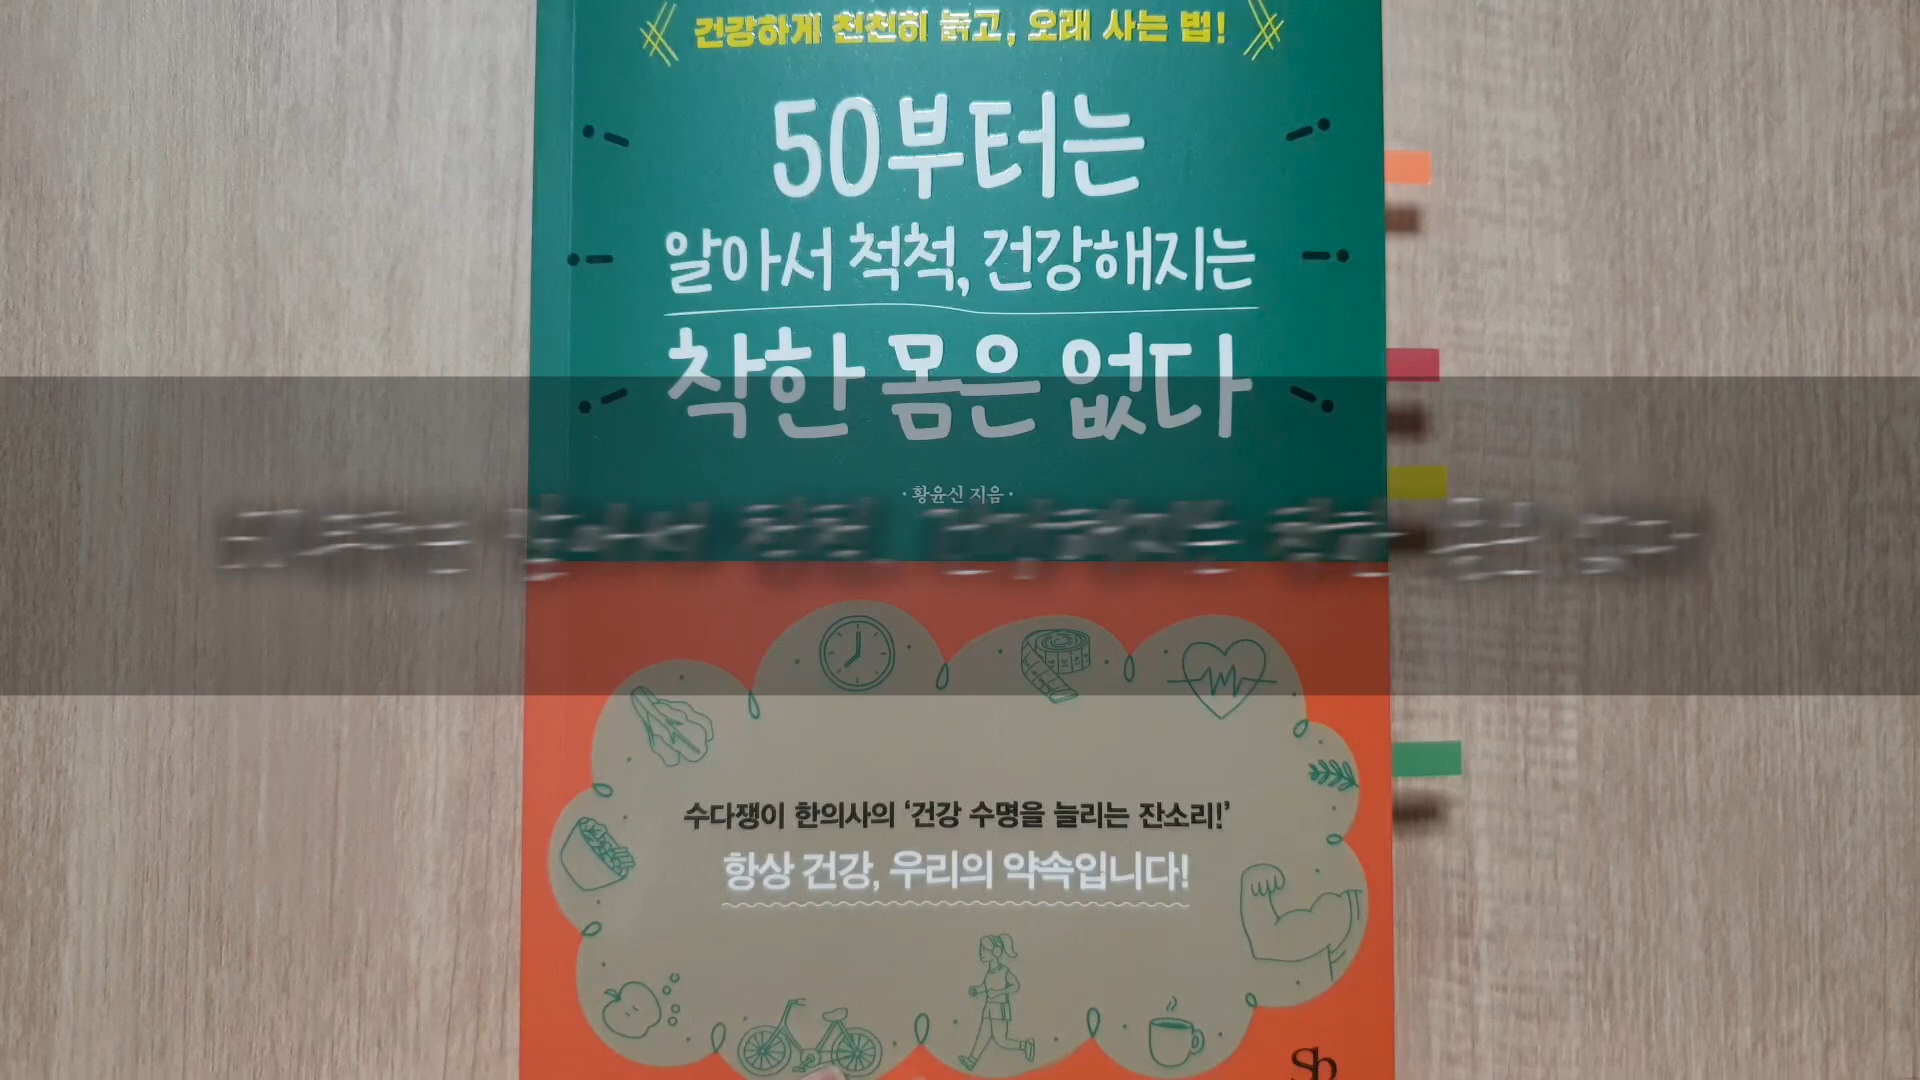 건강하게 천천히 늙고, 오래 사는 법!
50부터는
알아서 척척, 건강해지는
착한 몸은 없다
· 황윤신 지음 ·
수다쟁이 한의사의 ‘건강 수명을 늘리는 잔소리!’
항상 건강, 우리의 약속입니다!
Sb